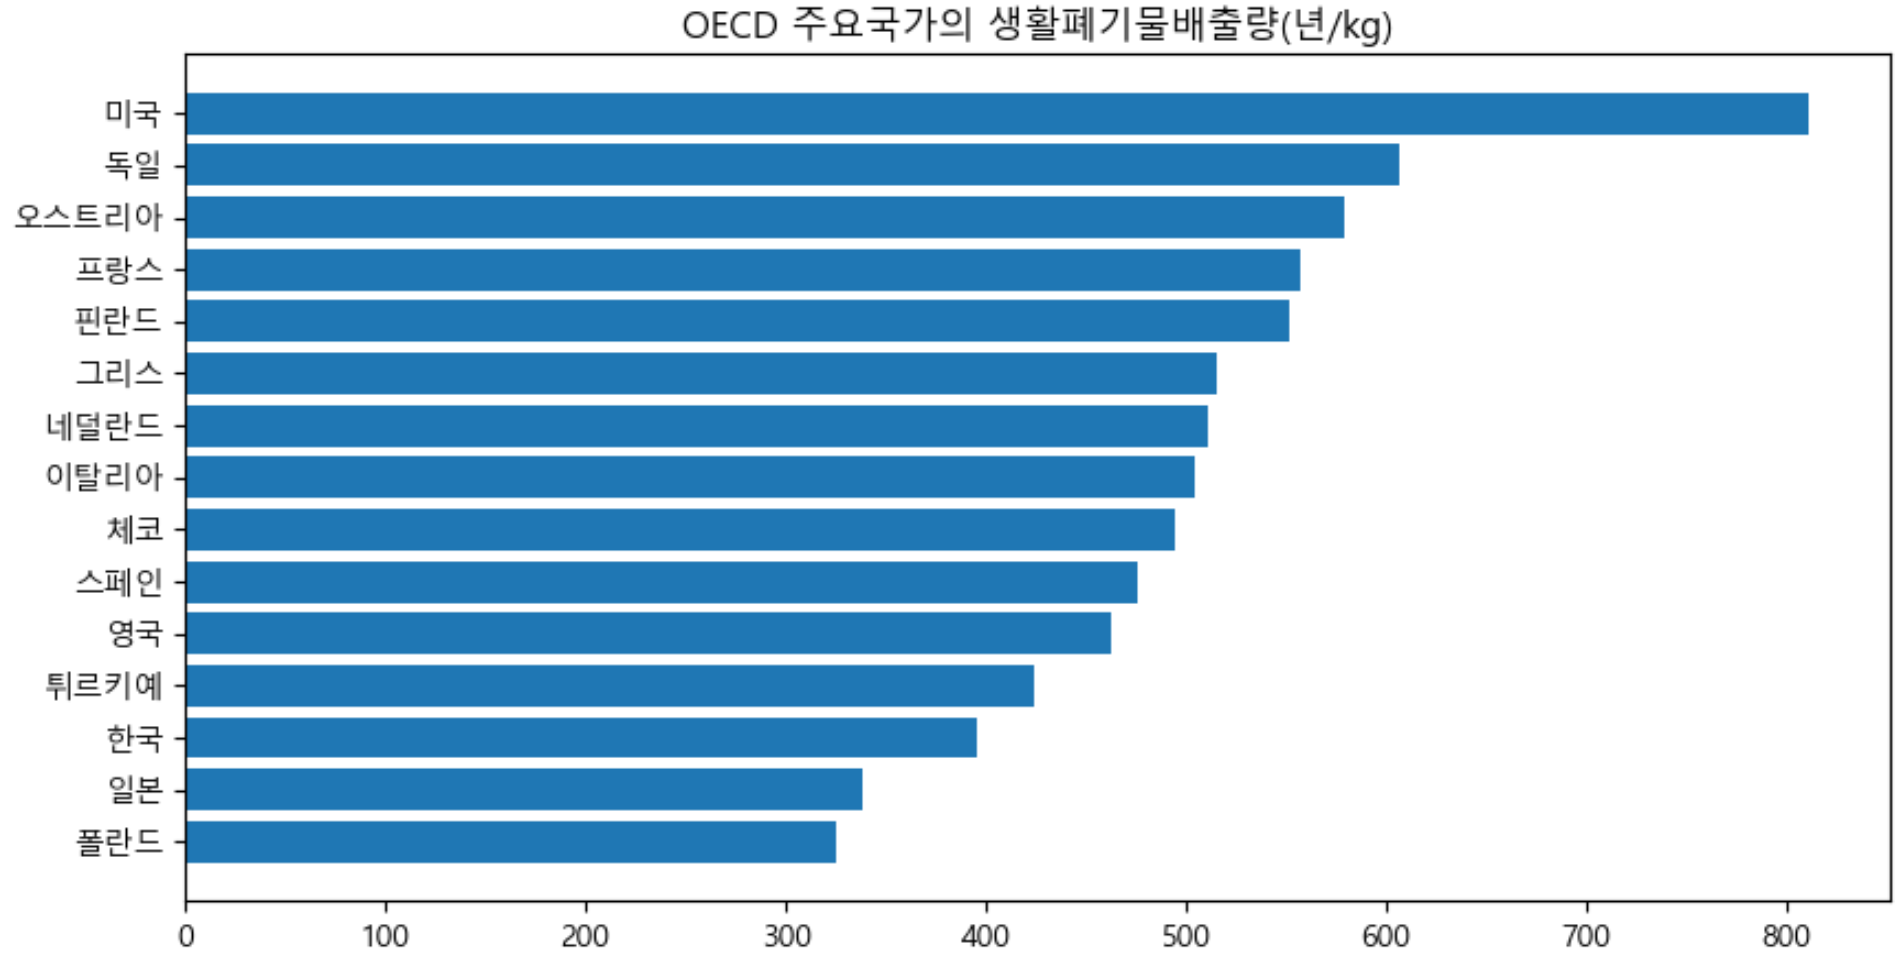 OECD 주요국가의 생활폐기물배출량(년/kg)
미국
독일
오스트리아
프랑스
핀란드
그리스
네덜란드
이탈리아
체코
스페인
영국
튀르키예
한국
일본
폴란드
0 100 200 300 400 500 600 700 800